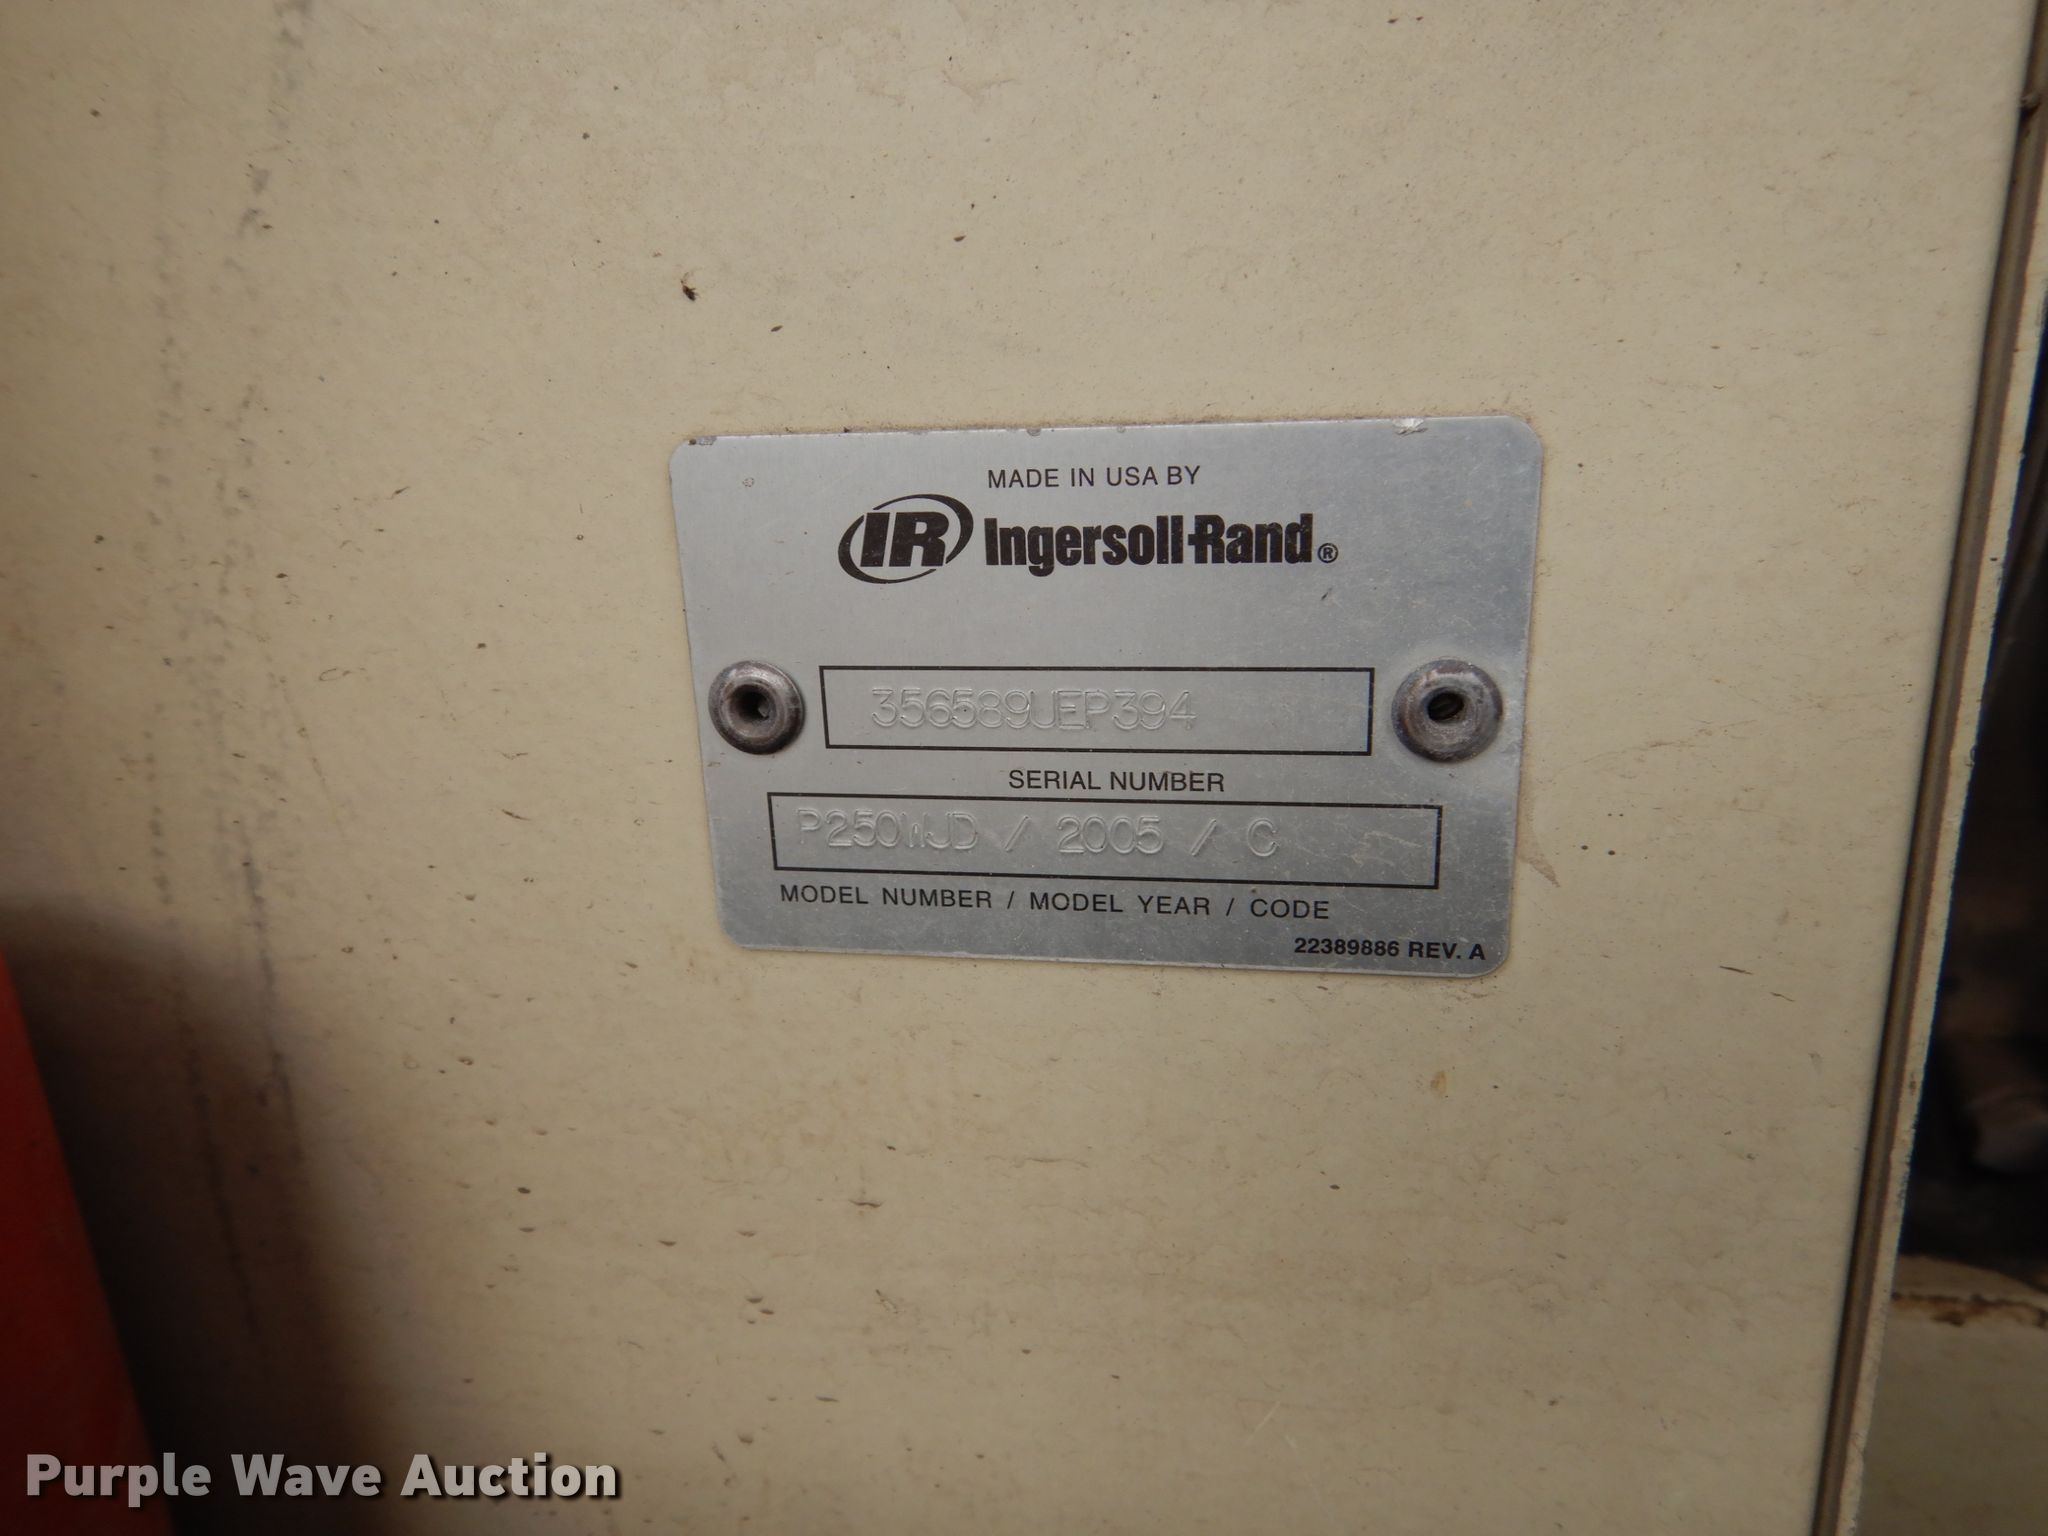 MADE IN USA BY
IR Ingersoll-Rand®
356589UEP394
SERIAL NUMBER
P250WJD / 2005 / C
MODEL NUMBER / MODEL YEAR / CODE
22389886 REV. A
Purple Wave Auction